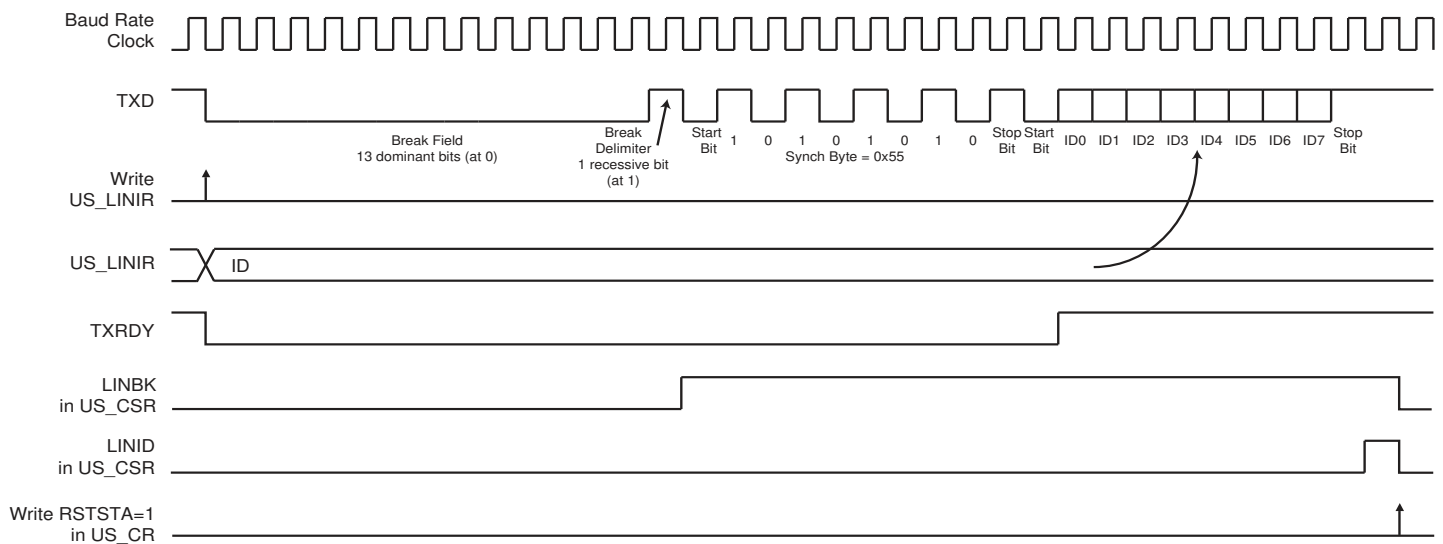 Baud Rate
Clock
TXD
Break Field
13 dominant bits (at 0)
Break
Delimiter
1 recessive bit
(at 1)
Start
Bit
1 0 1 0 1 0 1 0
Synch Byte = 0x55
Stop
Bit
Start
Bit
ID0 ID1 ID2 ID3 ID4 ID5 ID6 ID7
Stop
Bit
Write
US_LINIR
US_LINIR
ID
TXRDY
LINBK
in US_CSR
LINID
in US_CSR
Write RSTSTA=1
in US_CR